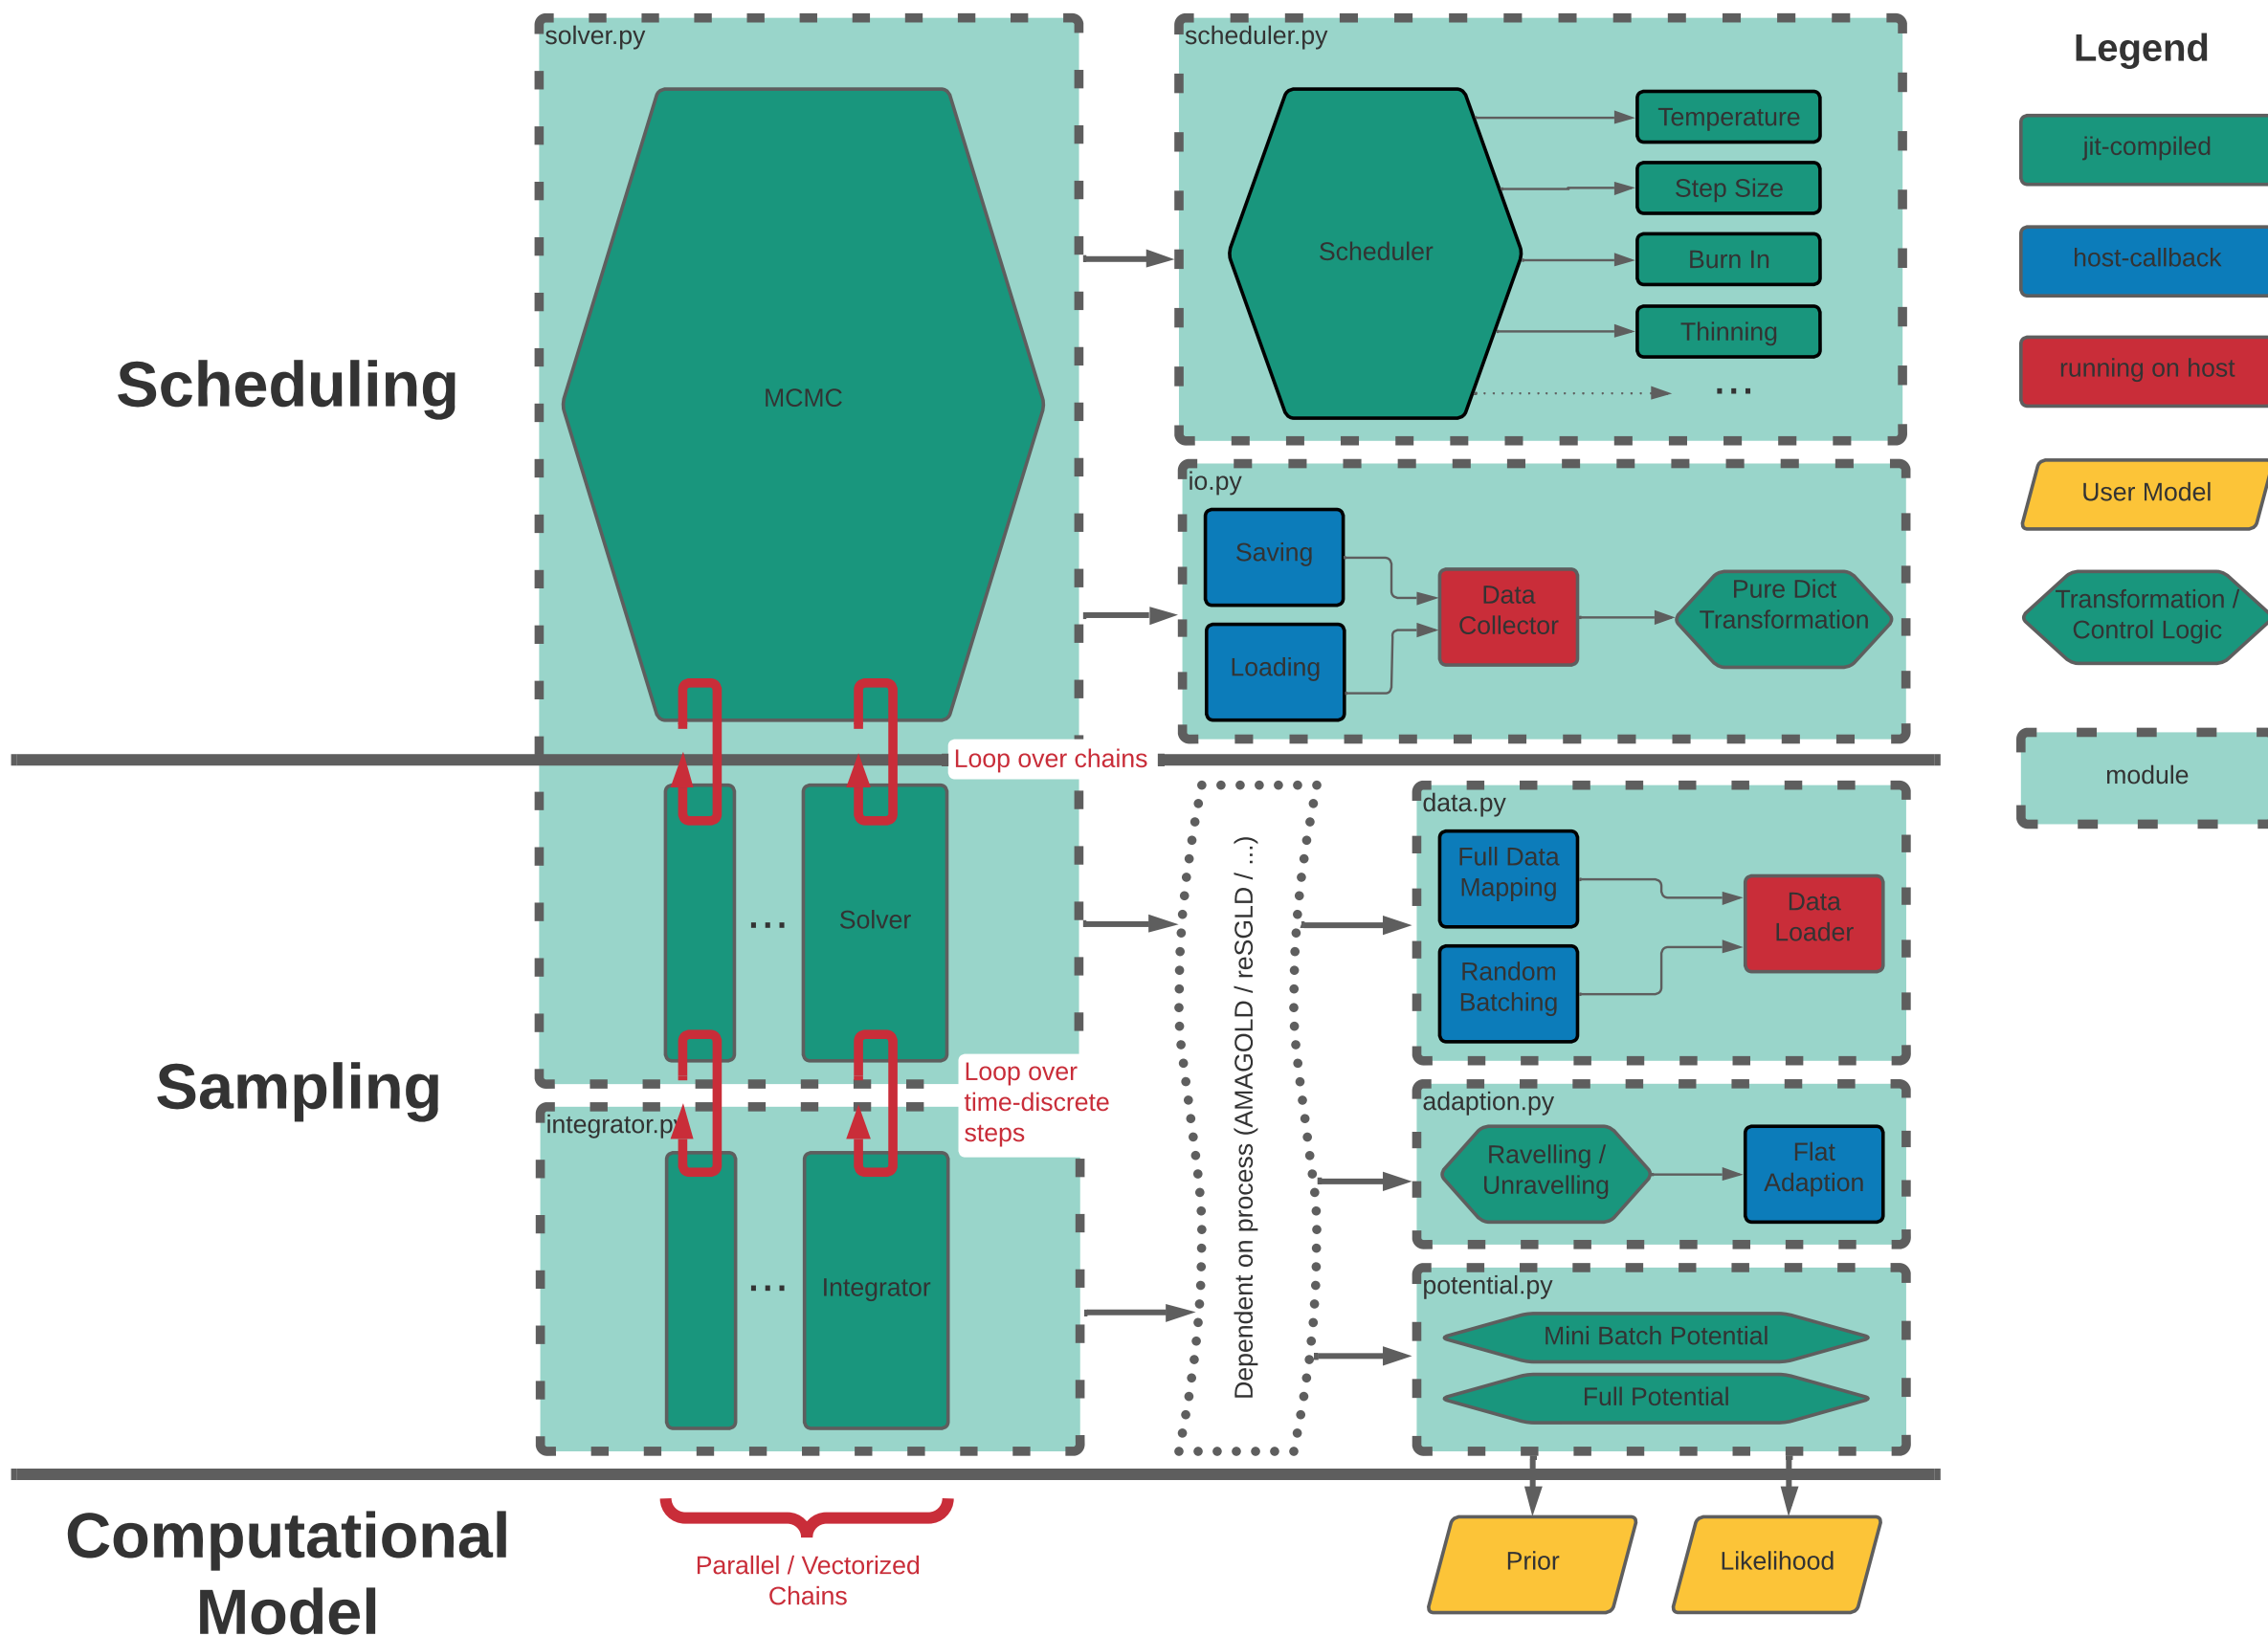 Scheduling
solver.py
MCMC
Loop over chains
scheduler.py
Scheduler
Temperature
Step Size
Burn In
Thinning
...
io.py
Saving
Loading
Data
Collector
Pure Dict
Transformation
Sampling
...
Solver
Loop over
time-discrete
steps
integrator.py
...
Integrator
Dependent on process (AMAGOLD / reSGLD / ...)
data.py
Full Data
Mapping
Random
Batching
Data
Loader
adaption.py
Ravelling /
Unravelling
Flat
Adaption
potential.py
Mini Batch Potential
Full Potential
Computational
Model
Parallel / Vectorized
Chains
Prior
Likelihood
Legend
jit-compiled
host-callback
running on host
User Model
Transformation /
Control Logic
module